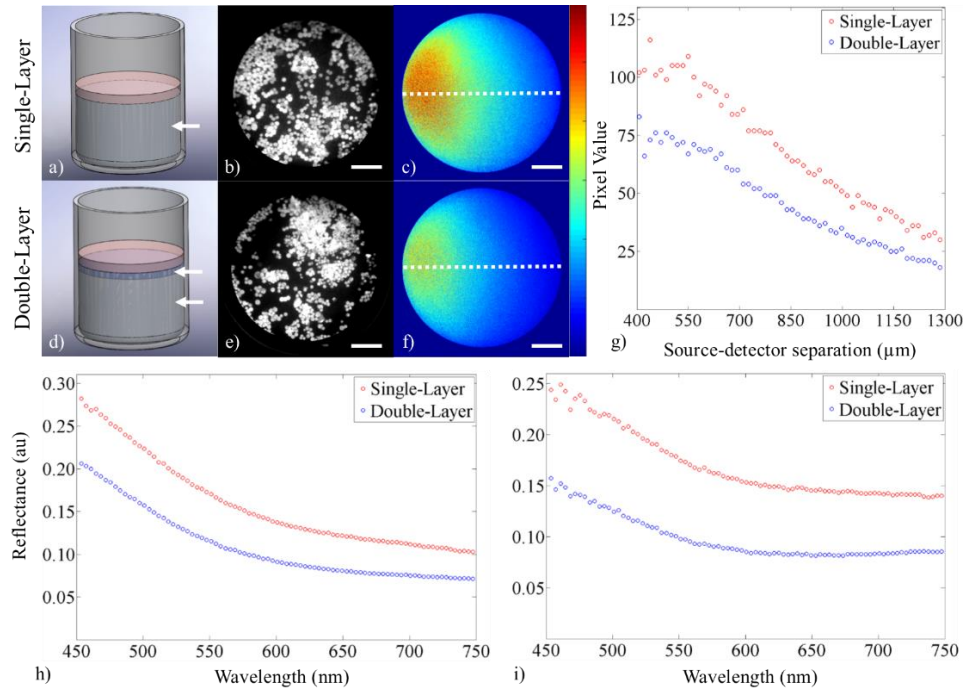 Single-Layer
a)
b)
c)
Double-Layer
d)
e)
f)
125
100
75
50
25
Pixel Value
Single-Layer
Double-Layer
400 550 700 850 1000 1150 1300
g) Source-detector separation (µm)
0.30
0.25
0.20
0.15
0.10
0.05
Reflectance (au)
Single-Layer
Double-Layer
450 500 550 600 650 700 750
h) Wavelength (nm)
0.25
0.20
0.15
0.10
0.05
Single-Layer
Double-Layer
450 500 550 600 650 700 750
i) Wavelength (nm)